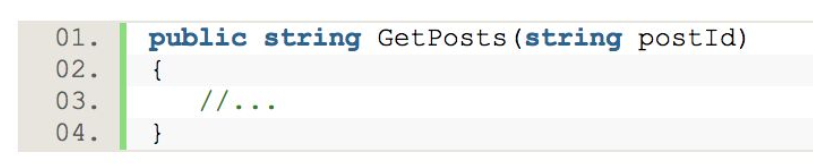 01. public string GetPosts(string postId)
02. {
03. //...
04. }